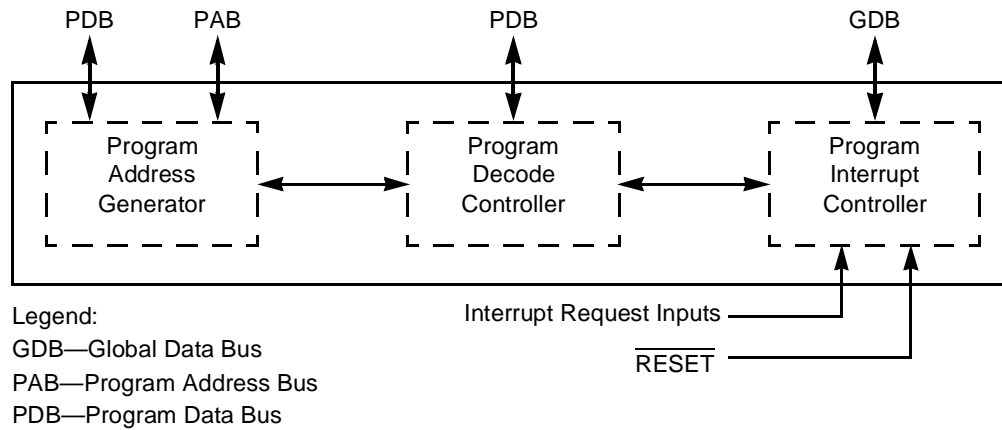 PDB PAB PDB GDB
Program
Address
Generator
Program
Decode
Controller
Program
Interrupt
Controller
Interrupt Request Inputs
RESET
Legend:
GDB—Global Data Bus
PAB—Program Address Bus
PDB—Program Data Bus